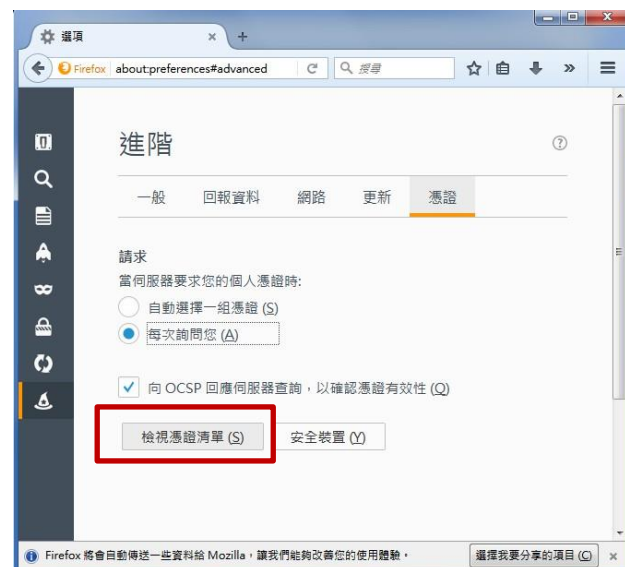 選項
Firefox about:preferences#advanced 搜尋
進階
一般 回報資料 網路 更新 憑證
請求
當伺服器要求您的個人憑證時:
自動選擇一組憑證 (S)
每次詢問您 (A)
向 OCSP 回應伺服器查詢，以確認憑證有效性 (Q)
檢視憑證清單 (S) 安全裝置 (Y)
Firefox 將會自動傳送一些資料給 Mozilla，讓我們能夠改善您的使用體驗。 選擇我要分享的項目 (C)